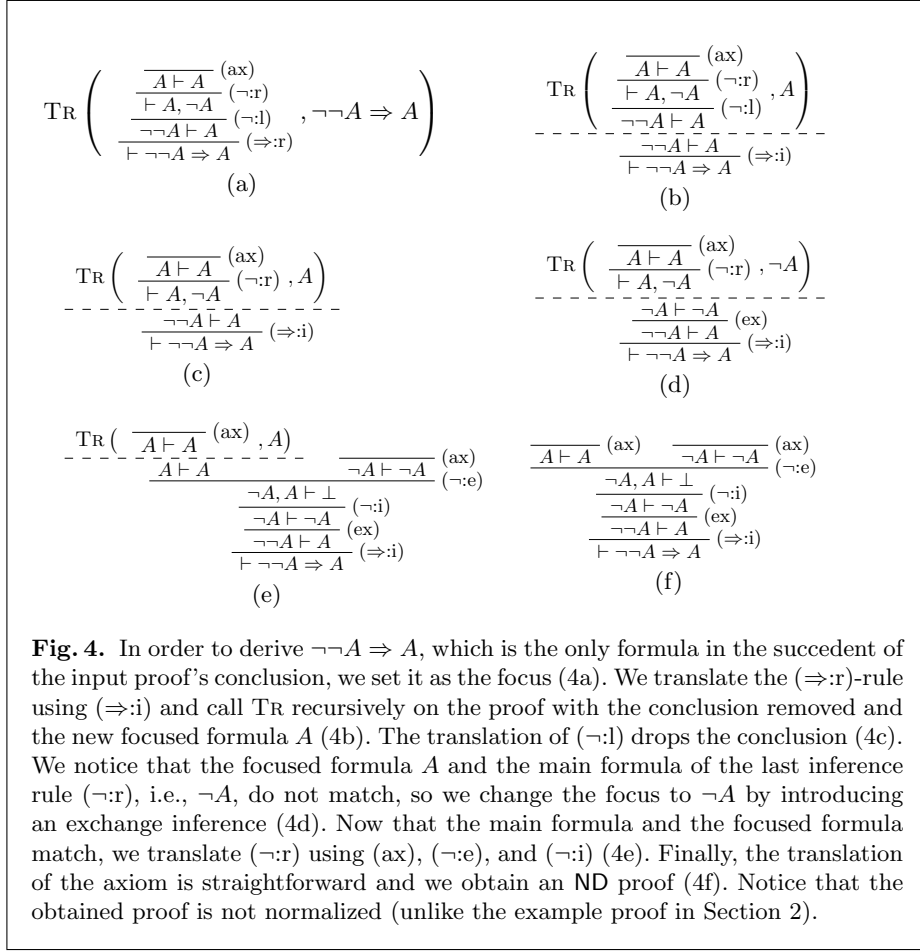 A ⊢ A (ax)
⊢ A, ¬A (¬:r)
¬¬A ⊢ A (¬:l)
⊢ ¬¬A ⇒ A (⇒:r)
TR ( , ¬¬A ⇒ A )
(a)
A ⊢ A (ax)
⊢ A, ¬A (¬:r)
¬¬A ⊢ A (¬:l)
TR ( , A )
¬¬A ⊢ A
⊢ ¬¬A ⇒ A (⇒:i)
(b)
A ⊢ A (ax)
⊢ A, ¬A (¬:r)
TR ( , A )
¬¬A ⊢ A
⊢ ¬¬A ⇒ A (⇒:i)
(c)
A ⊢ A (ax)
⊢ A, ¬A (¬:r)
TR ( , ¬A )
¬A ⊢ ¬A
¬¬A ⊢ A (ex)
⊢ ¬¬A ⇒ A (⇒:i)
(d)
TR ( A ⊢ A (ax) , A )
A ⊢ A ¬A ⊢ ¬A (ax)
¬A, A ⊢ ⊥ (¬:e)
¬A ⊢ ¬A (¬:i)
¬¬A ⊢ A (ex)
⊢ ¬¬A ⇒ A (⇒:i)
(e)
A ⊢ A (ax) ¬A ⊢ ¬A (ax)
¬A, A ⊢ ⊥ (¬:e)
¬A ⊢ ¬A (¬:i)
¬¬A ⊢ A (ex)
⊢ ¬¬A ⇒ A (⇒:i)
(f)
Fig. 4. In order to derive ¬¬A ⇒ A, which is the only formula in the succedent of
the input proof's conclusion, we set it as the focus (4a). We translate the (⇒:r)-rule
using (⇒:i) and call TR recursively on the proof with the conclusion removed and
the new focused formula A (4b). The translation of (¬:l) drops the conclusion (4c).
We notice that the focused formula A and the main formula of the last inference
rule (¬:r), i.e., ¬A, do not match, so we change the focus to ¬A by introducing
an exchange inference (4d). Now that the main formula and the focused formula
match, we translate (¬:r) using (ax), (¬:e), and (¬:i) (4e). Finally, the translation
of the axiom is straightforward and we obtain an ND proof (4f). Notice that the
obtained proof is not normalized (unlike the example proof in Section 2).